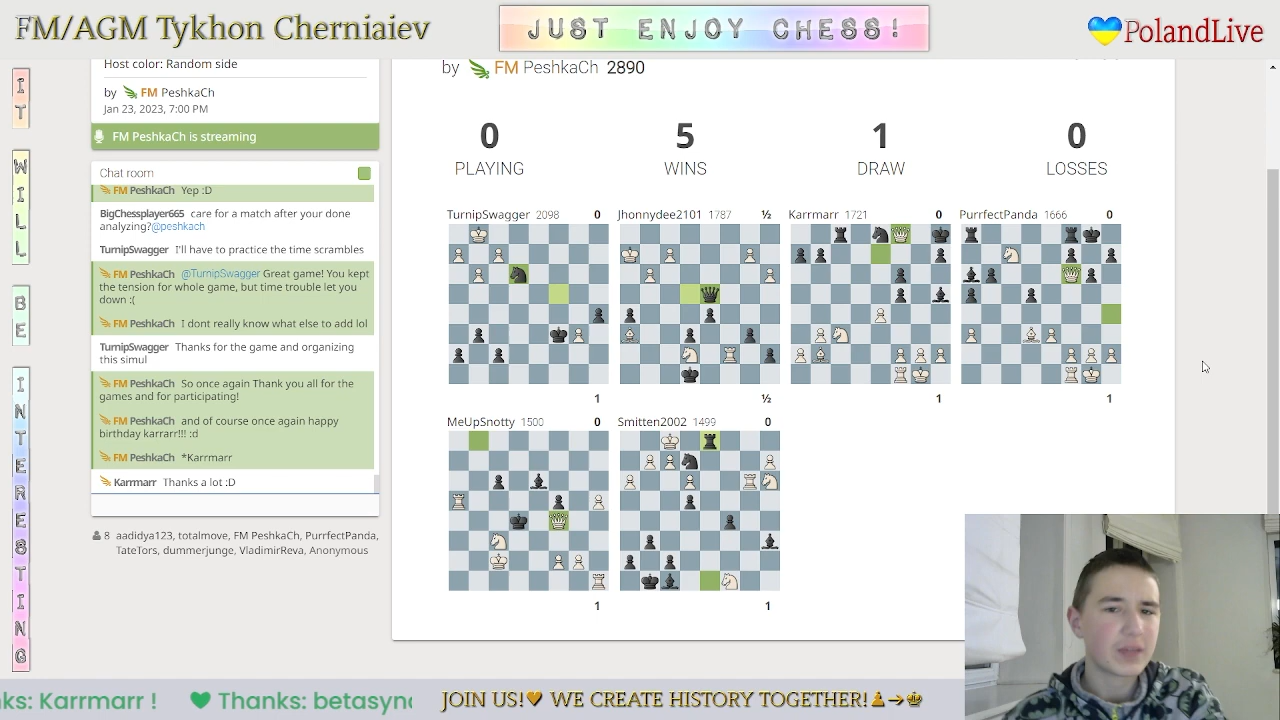 FM/AGM Tykhon Cherniaiev
JUST ENJOY CHESS!
PolandLive
IT
WILL
BE
INTERESTING
Host color: Random side
by FM PeshkaCh
Jan 23, 2023, 7:00 PM
FM PeshkaCh is streaming
Chat room
FM PeshkaCh Yep :D
BigChessplayer665 care for a match after your done
analyzing?@peshkach
TurnipSwagger I'll have to practice the time scrambles
FM PeshkaCh @TurnipSwagger Great game! You kept
the tension for whole game, but time trouble let you
down :(
FM PeshkaCh I dont really know what else to add lol
TurnipSwagger Thanks for the game and organizing
this simul
FM PeshkaCh So once again Thank you all for the
games and for participating!
FM PeshkaCh and of course once again happy
birthday karrarr!!! :d
FM PeshkaCh *Karrmarr
Karrmarr Thanks a lot :D
8 aadidya123, totalmove, FM PeshkaCh, PurrfectPanda,
TateTors, dummerjunge, VladimirReva, Anonymous
by FM PeshkaCh 2890
0 5 1 0
PLAYING WINS DRAW LOSSES
TurnipSwagger 2098 0
1
Jhonnydee2101 1787 ½
½
Karrmarr 1721 0
1
PurrfectPanda 1666 0
1
MeUpSnotty 1500 0
1
Smitten2002 1499 0
1
nks: Karrmarr ! Thanks: betasync
JOIN US! WE CREATE HISTORY TOGETHER!